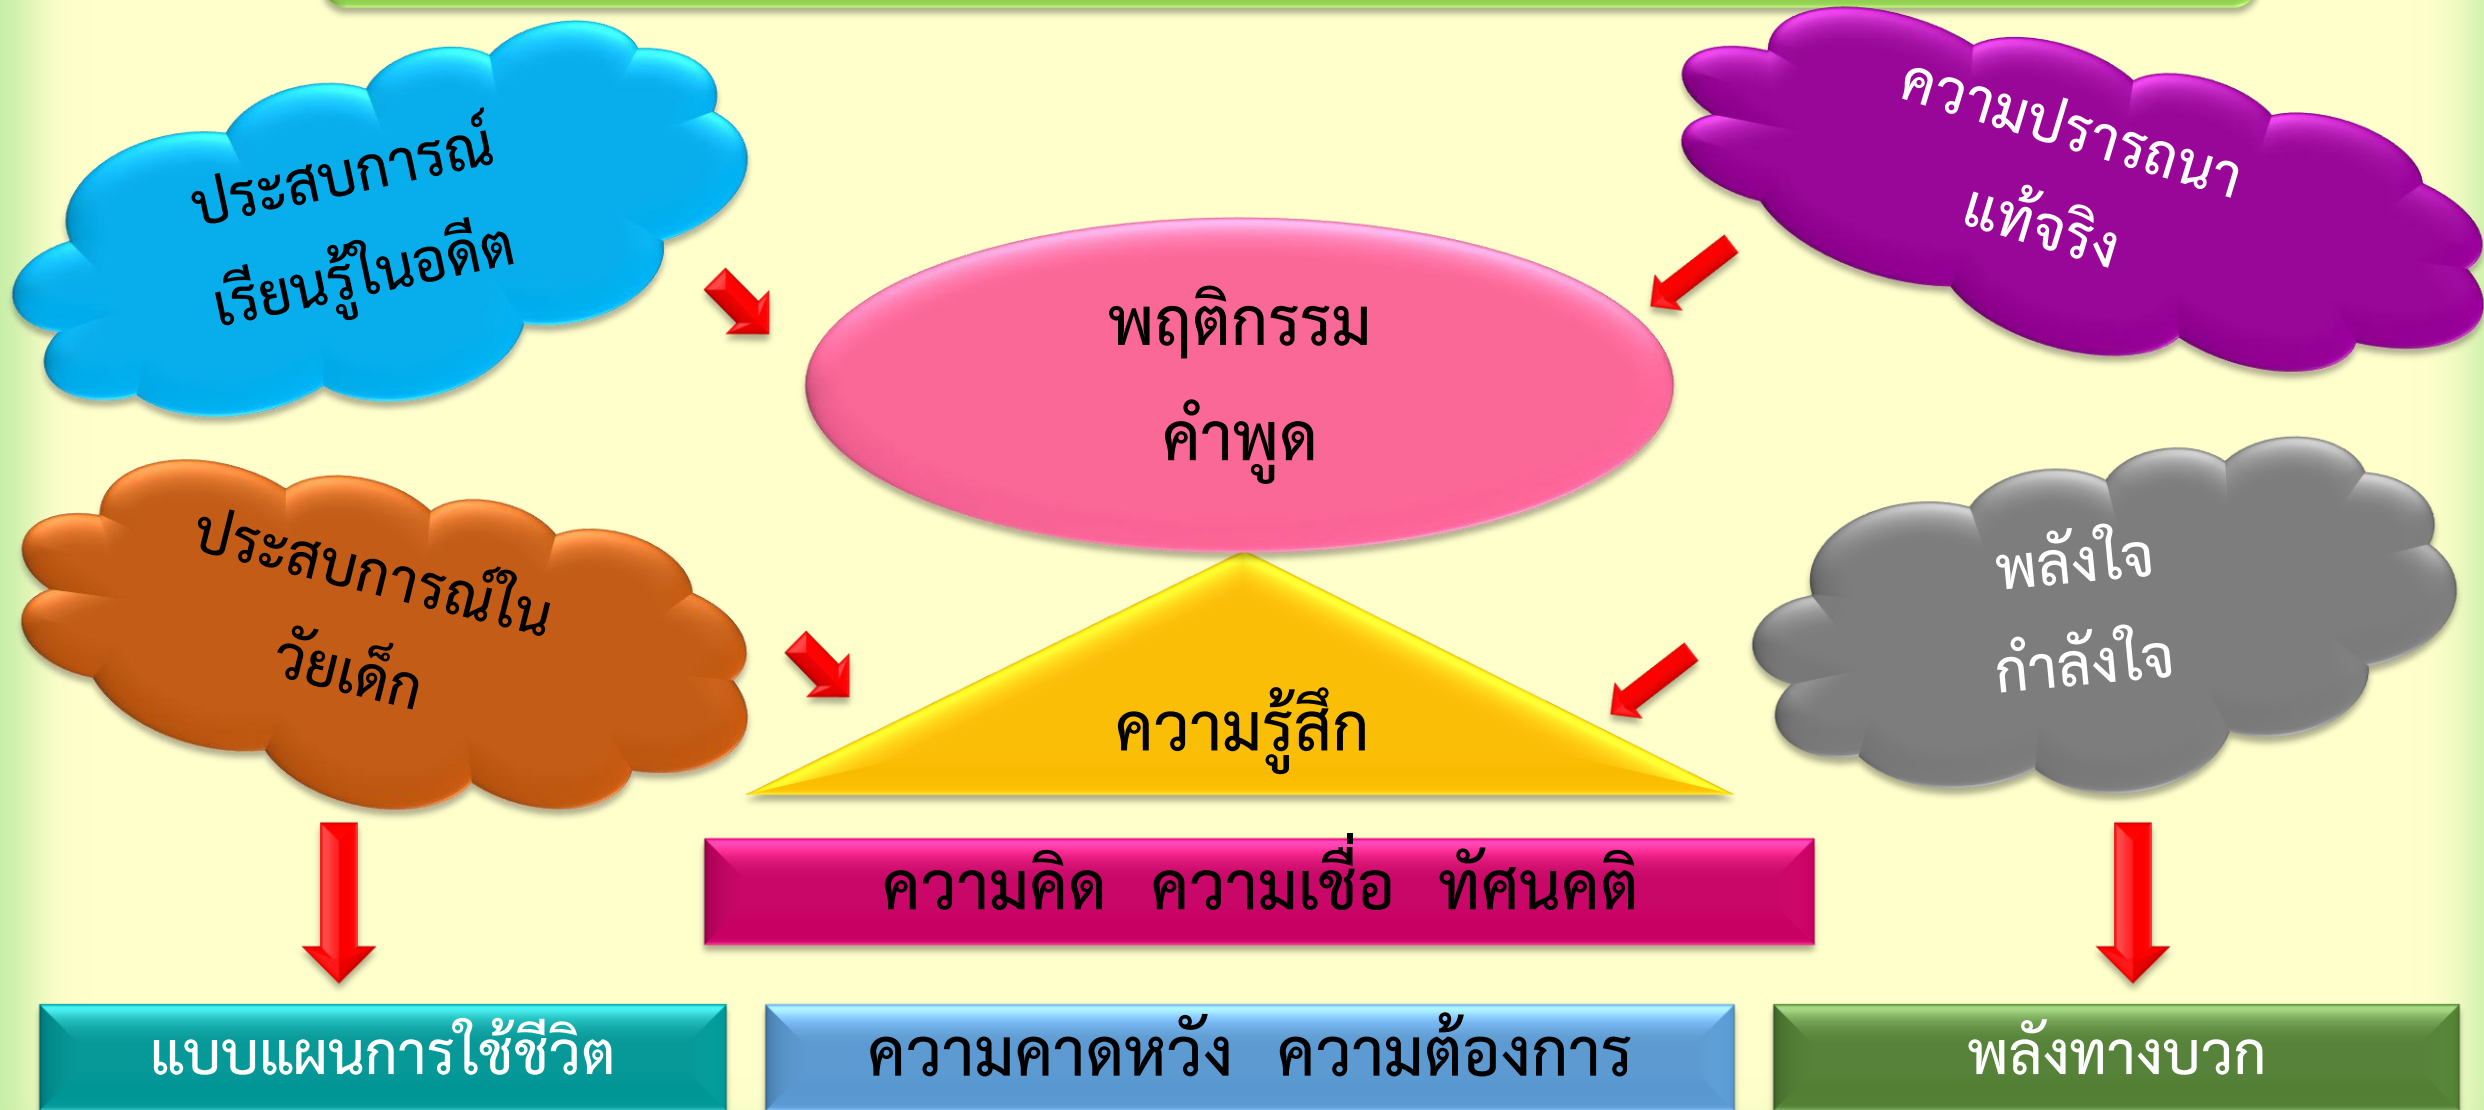 ประสบการณ์
เรียนรู้ในอดีต
ความปรารถนา
แท้จริง
พฤติกรรม
คำพูด
ประสบการณ์ใน
วัยเด็ก
พลังใจ
กำลังใจ
ความรู้สึก
ความคิด ความเชื่อ ทัศนคติ
แบบแผนการใช้ชีวิต
ความคาดหวัง ความต้องการ
พลังทางบวก